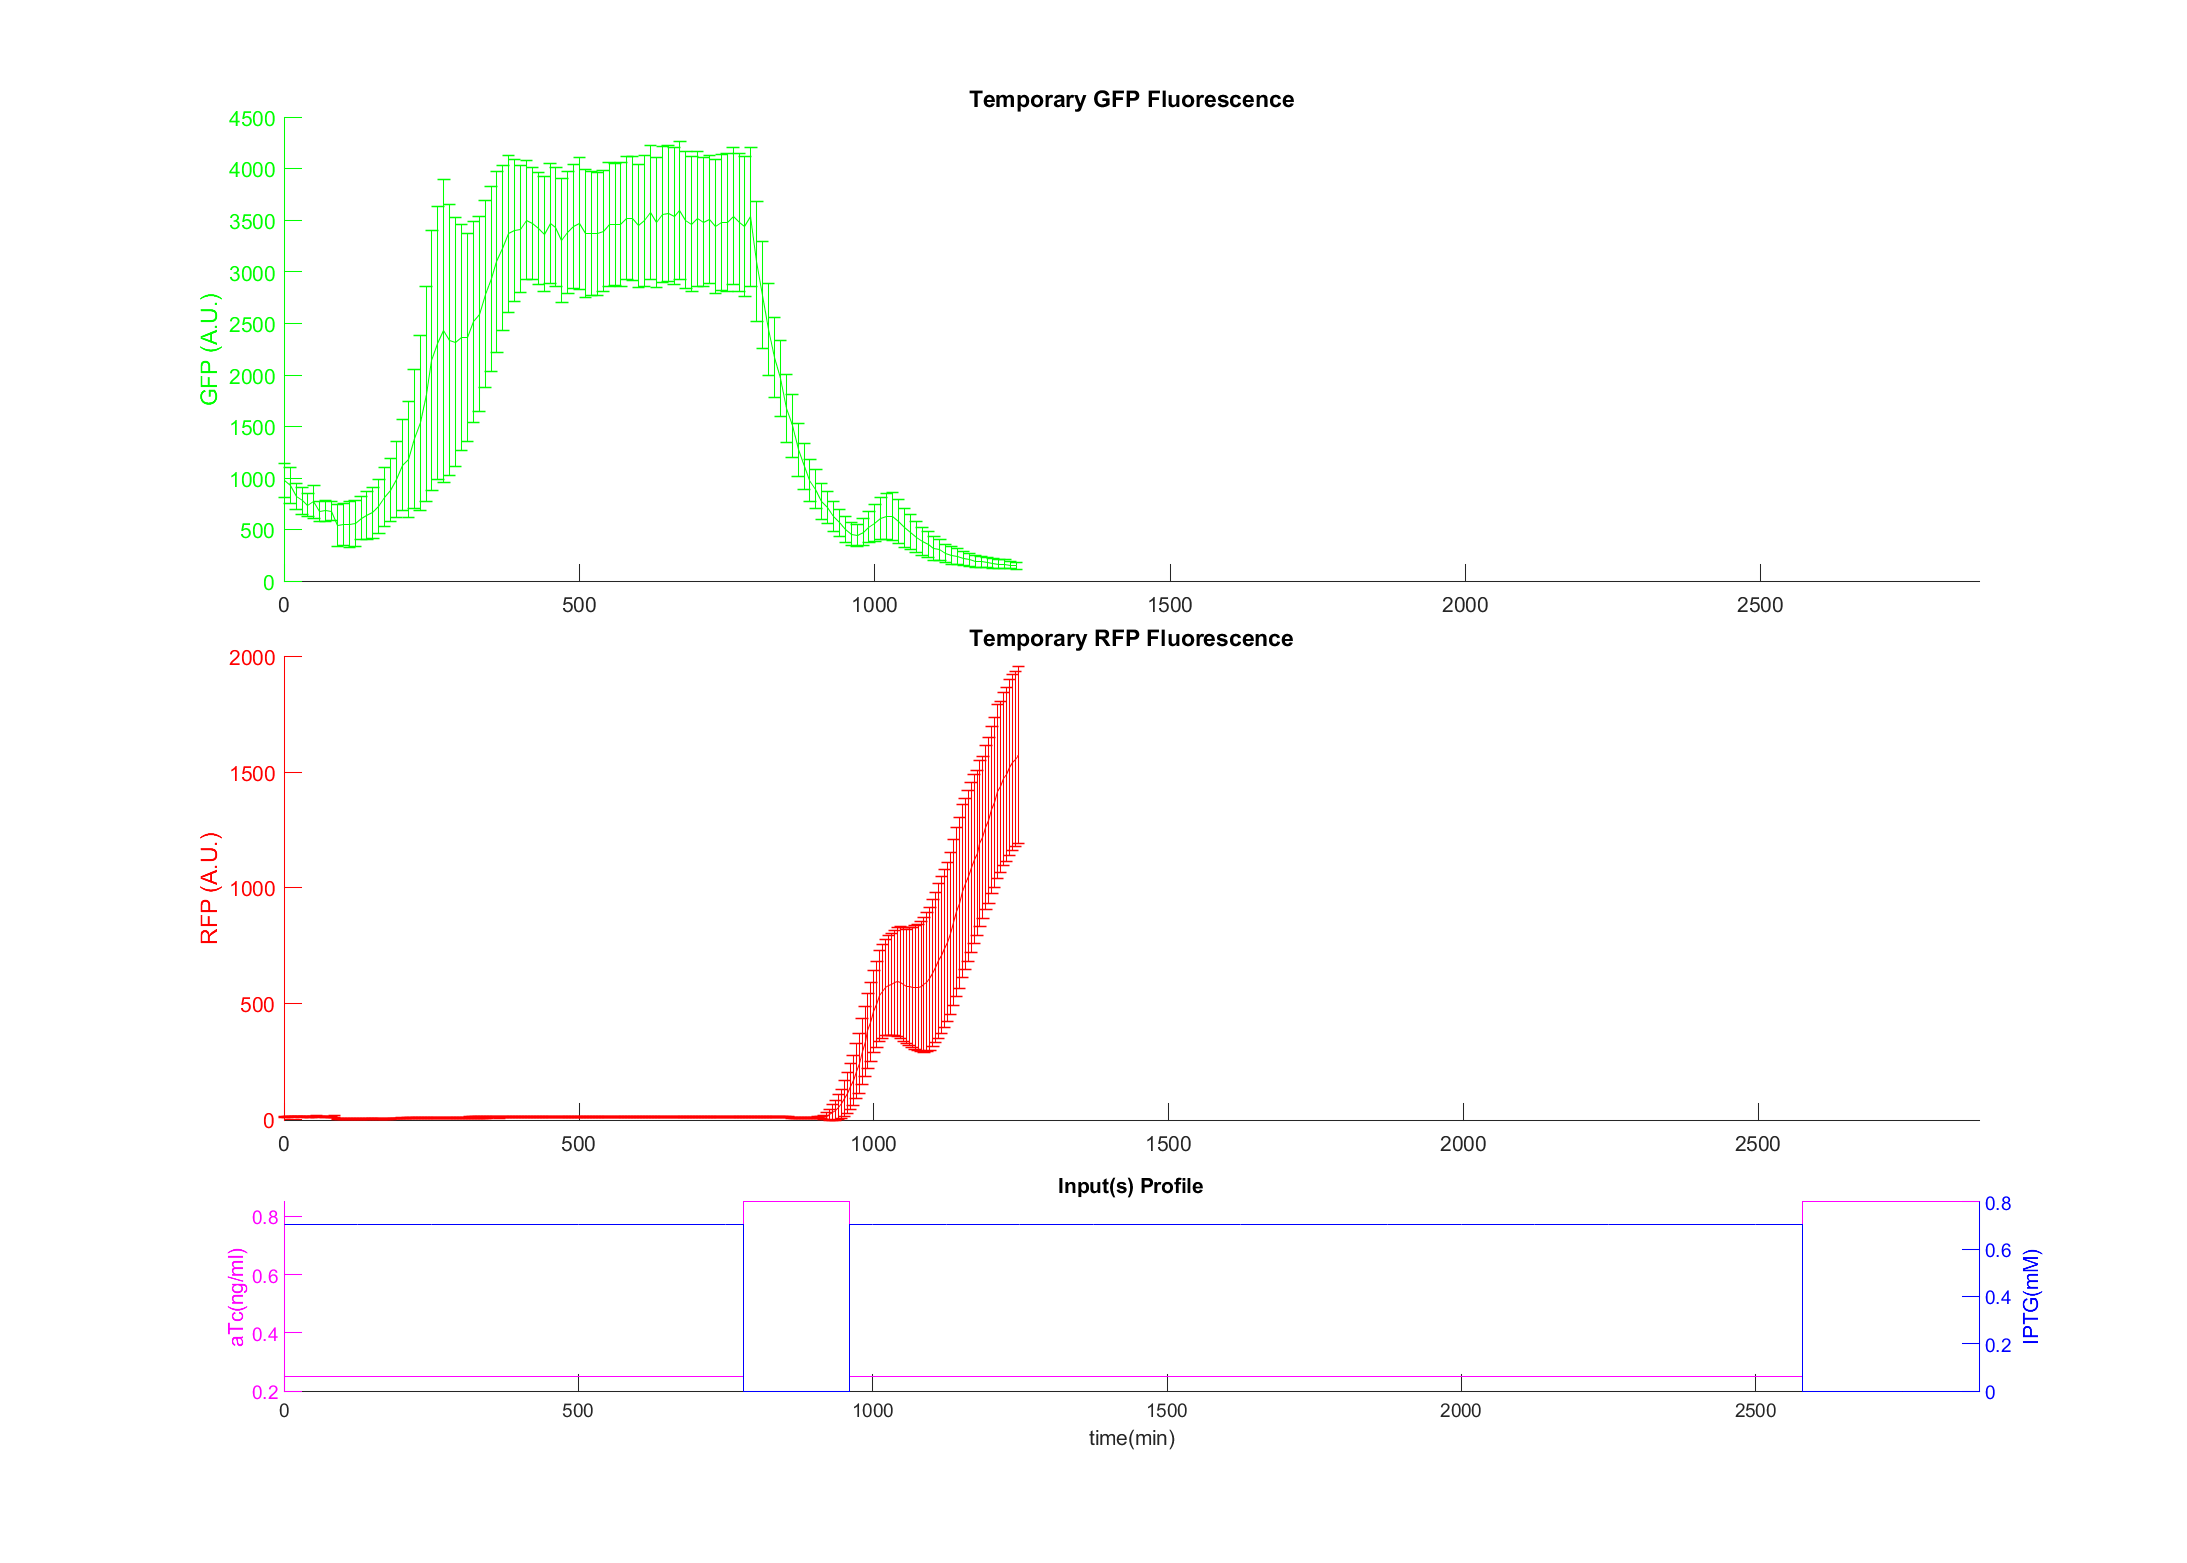 Temporary GFP Fluorescence
GFP (A.U.)
4500
4000
3500
3000
2500
2000
1500
1000
500
0
0 500 1000 1500 2000 2500
Temporary RFP Fluorescence
RFP (A.U.)
2000
1500
1000
500
0
0 500 1000 1500 2000 2500
Input(s) Profile
aTc(ng/ml)
0.8
0.6
0.4
0.2
IPTG(mM)
0.8
0.6
0.4
0.2
0
0 500 1000 1500 2000 2500
time(min)